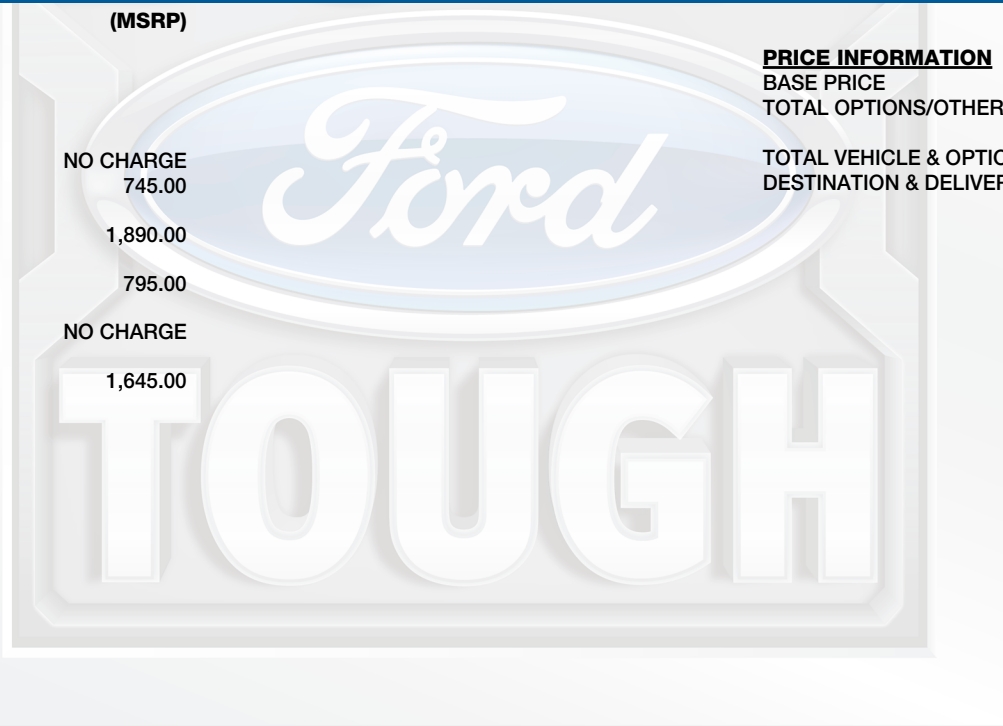 (MSRP)
NO CHARGE
745.00
1,890.00
795.00
NO CHARGE
1,645.00
PRICE INFORMATION
BASE PRICE
TOTAL OPTIONS/OTHER
TOTAL VEHICLE & OPTIO
DESTINATION & DELIVER
Ford
TOUGH